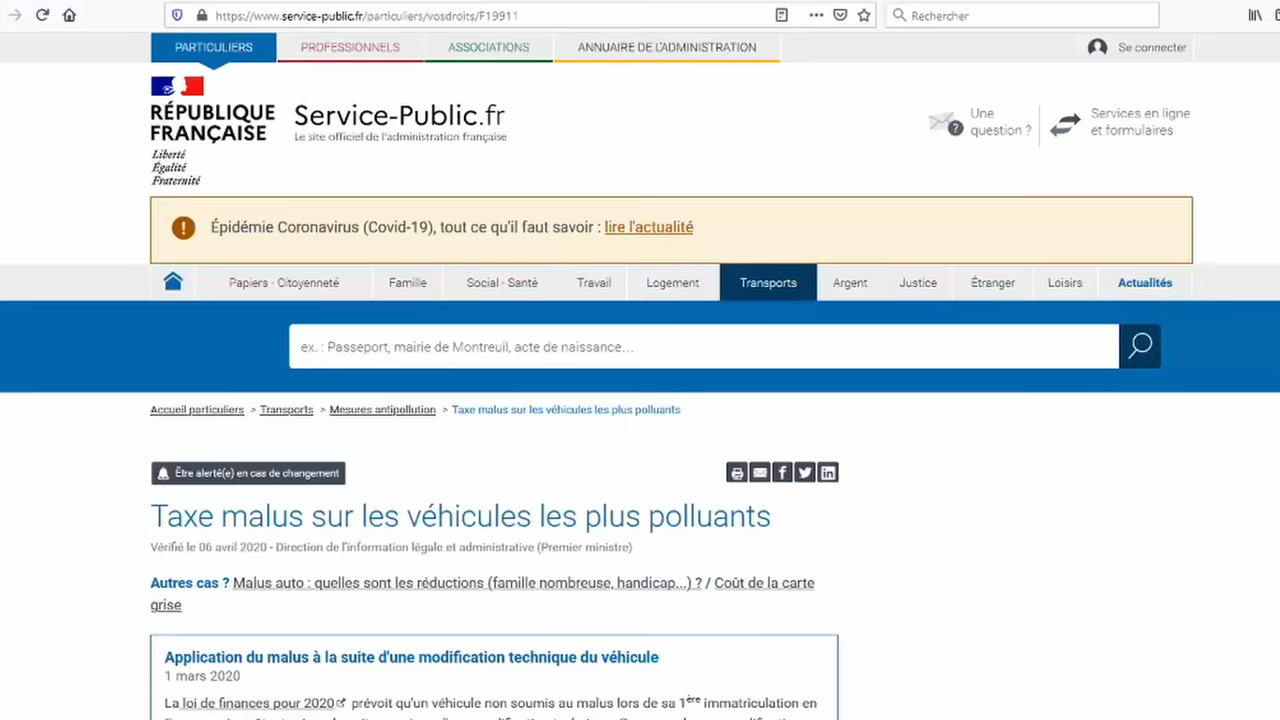 https://www.service-public.fr/particuliers/vosdroits/F19911
Rechercher
PARTICULIERS
PROFESSIONNELS
ASSOCIATIONS
ANNUAIRE DE L'ADMINISTRATION
Se connecter
RÉPUBLIQUE
FRANÇAISE
Liberté
Égalité
Fraternité
Service-Public.fr
Le site officiel de l'administration française
Une
question ?
Services en ligne
et formulaires
Épidémie Coronavirus (Covid-19), tout ce qu'il faut savoir : lire l'actualité
Papiers - Citoyenneté
Famille
Social - Santé
Travail
Logement
Transports
Argent
Justice
Étranger
Loisirs
Actualités
ex. : Passeport, mairie de Montreuil, acte de naissance…
Accueil particuliers > Transports > Mesures antipollution > Taxe malus sur les véhicules les plus polluants
Être alerté(e) en cas de changement
Taxe malus sur les véhicules les plus polluants
Vérifié le 06 avril 2020 - Direction de l'information légale et administrative (Premier ministre)
Autres cas ? Malus auto : quelles sont les réductions (famille nombreuse, handicap...) ? / Coût de la carte
grise
Application du malus à la suite d'une modification technique du véhicule
1 mars 2020
La loi de finances pour 2020 prévoit qu'un véhicule non soumis au malus lors de sa 1ère immatriculation en